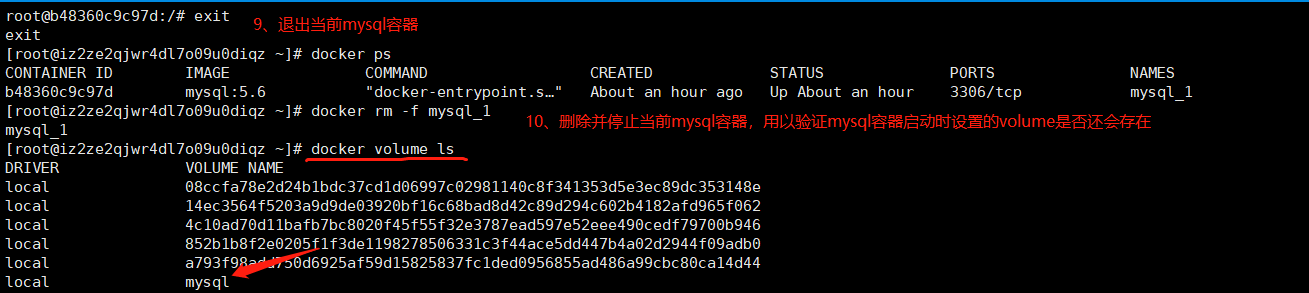 root@b48360c9c97d:/# exit
9、退出当前mysql容器
exit
[root@iz2ze2qjwr4dl7o09u0diqz ~]# docker ps
CONTAINER ID IMAGE COMMAND CREATED STATUS PORTS NAMES
b48360c9c97d mysql:5.6 "docker-entrypoint.s…" About an hour ago Up About an hour 3306/tcp mysql_1
[root@iz2ze2qjwr4dl7o09u0diqz ~]# docker rm -f mysql_1
10、删除并停止当前mysql容器，用以验证mysql容器启动时设置的volume是否还会存在
mysql_1
[root@iz2ze2qjwr4dl7o09u0diqz ~]# docker volume ls
DRIVER VOLUME NAME
local 08ccfa78e2d24b1bdc37cd1d06997c02981140c8f341353d5e3ec89dc353148e
local 14ec3564f5203a9d9de03920bf16c68bad8d42c89d294c602b4182afd965f062
local 4c10ad70d11bafb7bc8020f45f55f32e3787ead597e52eee490cedf79700b946
local 852b1b8f2e0205f1f3de1198278506331c3f44ace5dd447b4a02d2944f09adb0
local a793f98add750d6925af59d15825837fc1ded0956855ad486a99cbc80ca14d44
local mysql